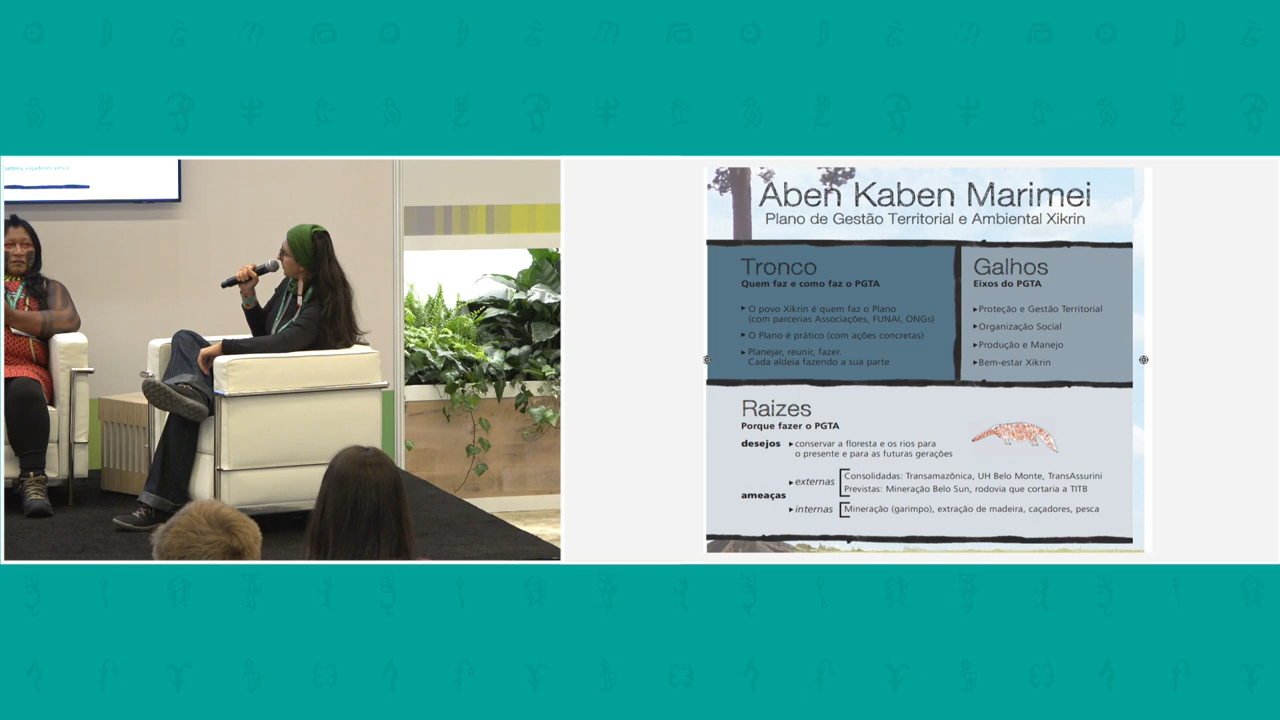 Aben Kaben Marimei
Plano de Gestão Territorial e Ambiental Xikrin
Tronco
Quem faz e como faz o PGTA
▸ O povo Xikrin é quem faz o Plano
(com parcerias Associações, FUNAI, ONGs)
▸ O Plano é prático (com ações concretas)
▸ Planejar, reunir, fazer.
Cada aldeia fazendo a sua parte
Galhos
Eixos do PGTA
▸Proteção e Gestão Territorial
▸Organização Social
▸Produção e Manejo
▸Bem-estar Xikrin
Raizes
Porque fazer o PGTA
desejos ▸conservar a floresta e os rios para
o presente e para as futuras gerações
ameaças
▸externas
Consolidadas: Transamazônica, UH Belo Monte, TransAssurini
Previstas: Mineração Belo Sun, rodovia que cortaria a TITB
▸internas Mineração (garimpo), extração de madeira, caçadores, pesca